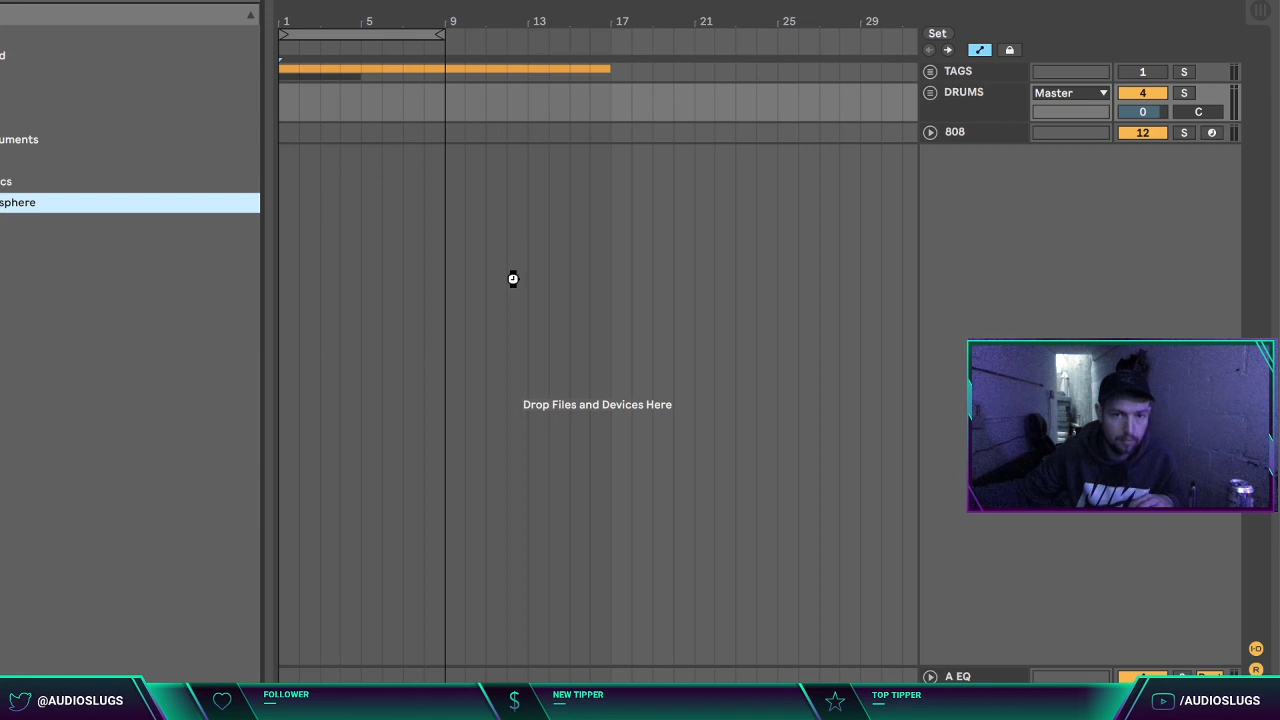 1 5 9 13 17 21 25 29
Set
d
TAGS 1 S
DRUMS Master 4 S
0 C
808 12 S
uments
cs
sphere
Drop Files and Devices Here
NIKE
I·O
R
A EQ
@AUDIOSLUGS
FOLLOWER
NEW TIPPER
TOP TIPPER
/AUDIOSLUGS